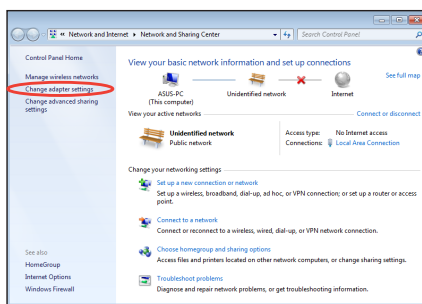 « Network and Internet ▸ Network and Sharing Center
Search Control Panel
Control Panel Home
Manage wireless networks
Change adapter settings
Change advanced sharing
settings
See also
HomeGroup
Internet Options
Windows Firewall
View your basic network information and set up connections
See full map
ASUS-PC
(This computer)
Unidentified network
Internet
View your active networks
Connect or disconnect
Unidentified network
Public network
Access type: No Internet access
Connections: Local Area Connection
Change your networking settings
Set up a new connection or network
Set up a wireless, broadband, dial-up, ad hoc, or VPN connection; or set up a router or access
point.
Connect to a network
Connect or reconnect to a wireless, wired, dial-up, or VPN network connection.
Choose homegroup and sharing options
Access files and printers located on other network computers, or change sharing settings.
Troubleshoot problems
Diagnose and repair network problems, or get troubleshooting information.